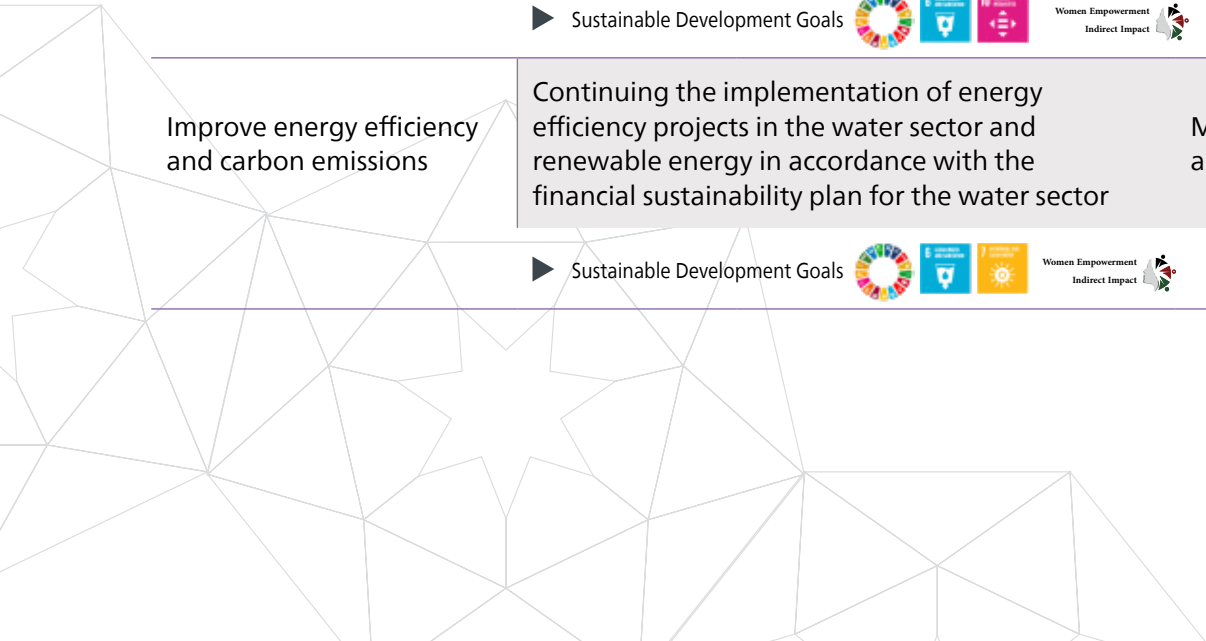 Sustainable Development Goals
Women Empowerment
Indirect Impact
Improve energy efficiency
and carbon emissions
Continuing the implementation of energy
efficiency projects in the water sector and
renewable energy in accordance with the
financial sustainability plan for the water sector
M
a
Sustainable Development Goals
6
7
Women Empowerment
Indirect Impact